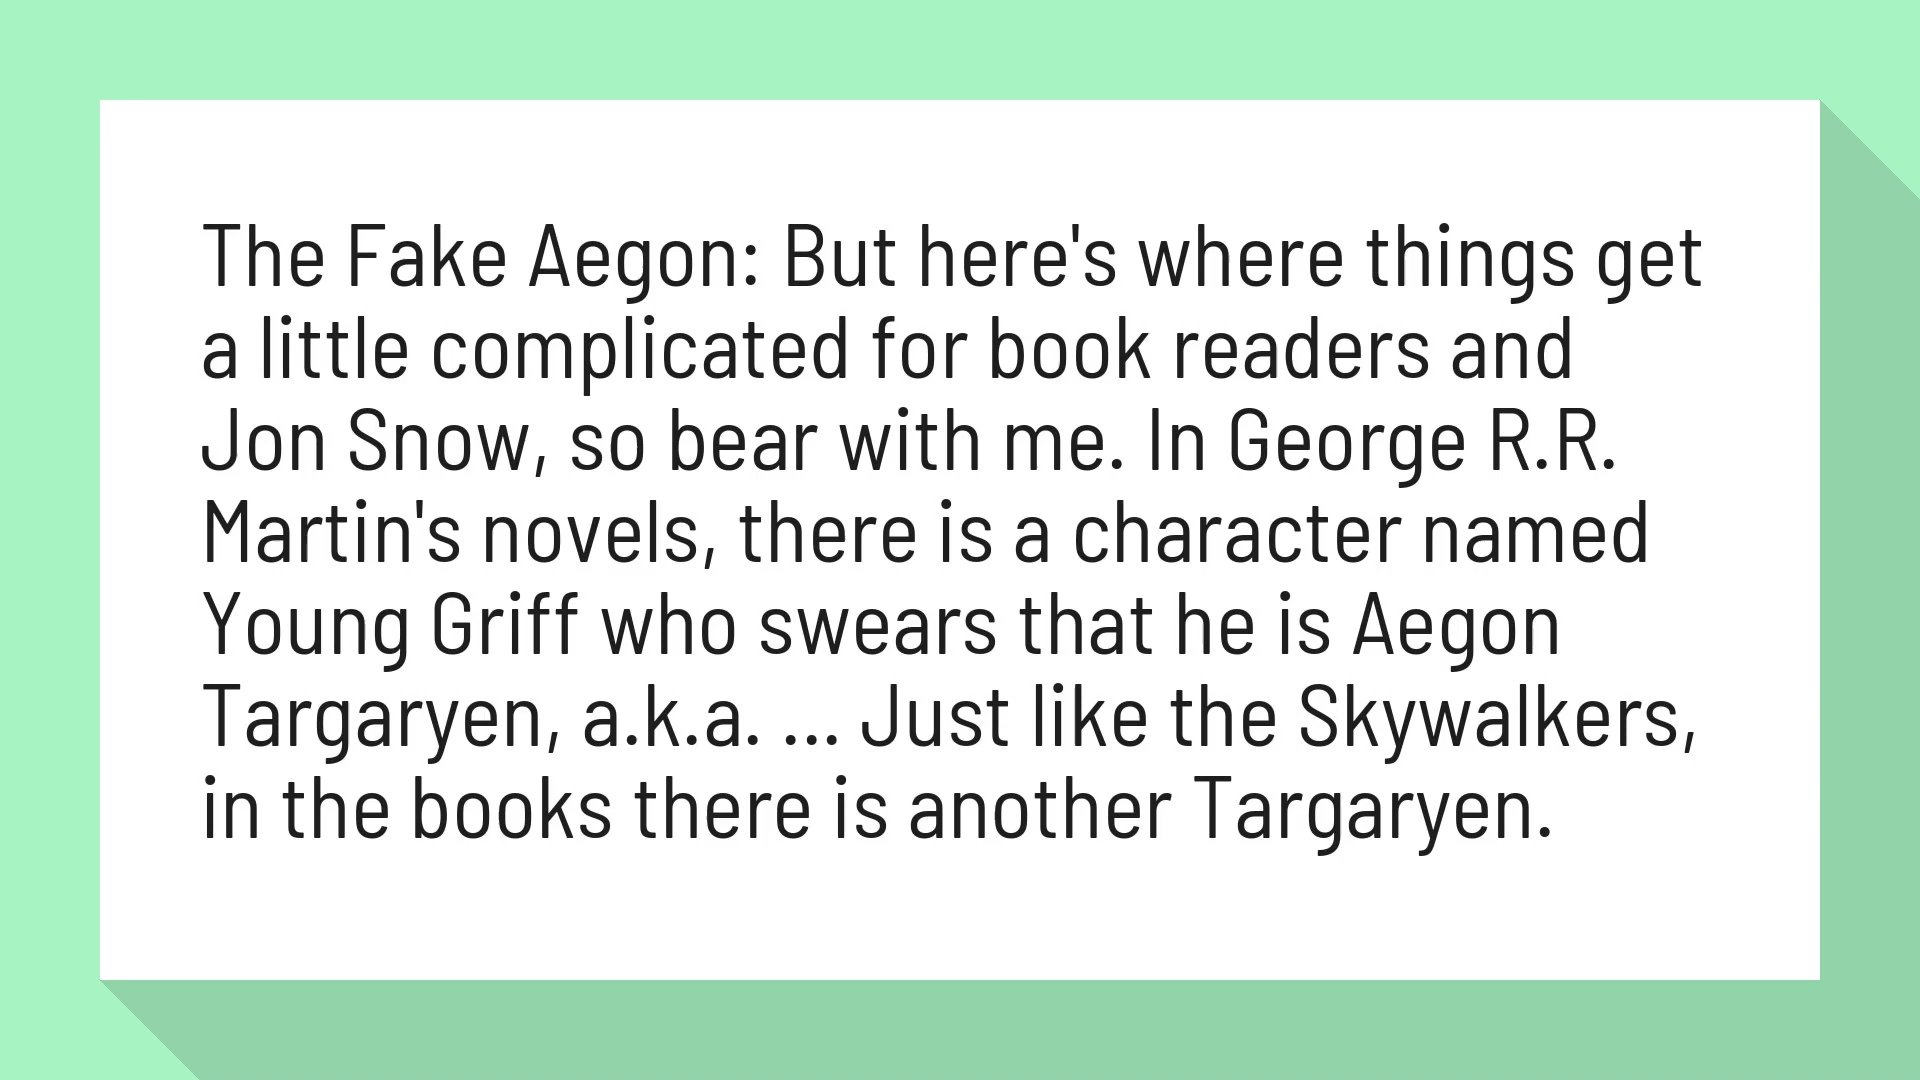 The Fake Aegon: But here's where things get
a little complicated for book readers and
Jon Snow, so bear with me. In George R.R.
Martin's novels, there is a character named
Young Griff who swears that he is Aegon
Targaryen, a.k.a. ... Just like the Skywalkers,
in the books there is another Targaryen.